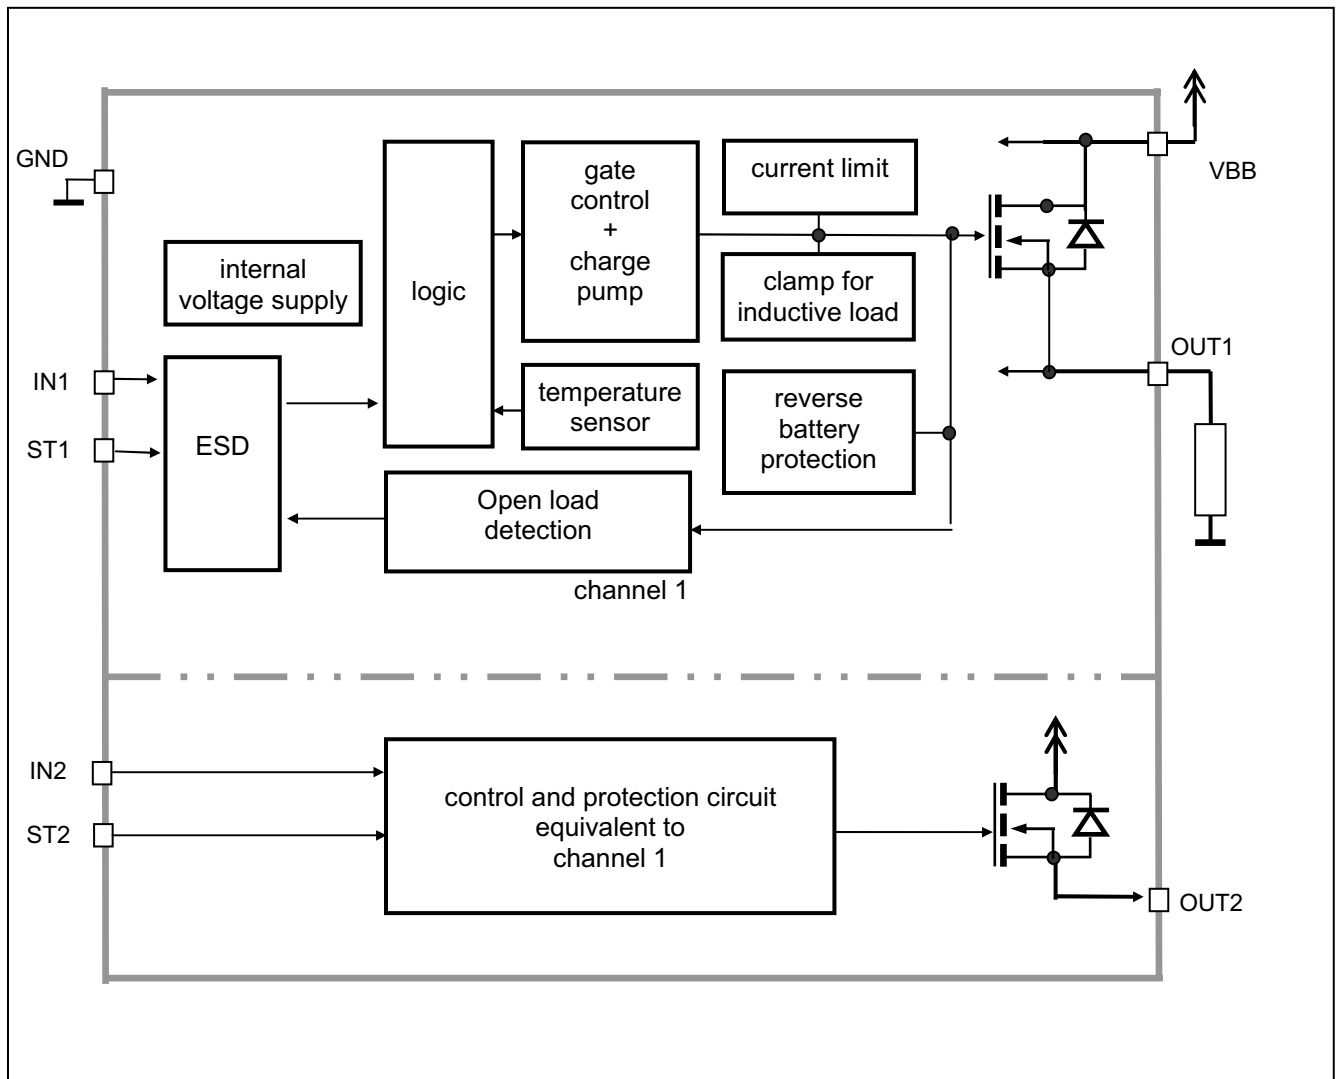 GND
VBB
gate
control
+
charge
pump
current limit
internal
voltage supply
logic
clamp for
inductive load
OUT1
IN1
temperature
sensor
reverse
battery
protection
ST1
ESD
Open load
detection
channel 1
IN2
ST2
control and protection circuit
equivalent to
channel 1
OUT2